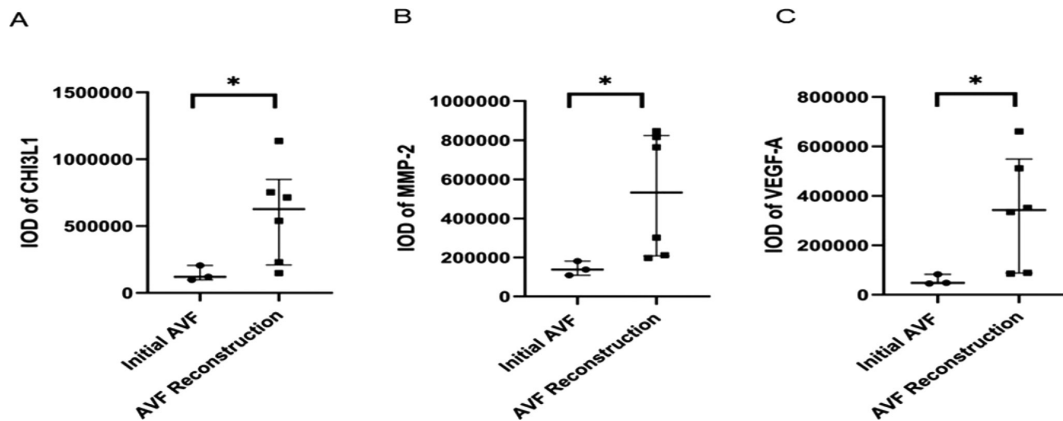 A
B
C
*
*
*
IOD of CHI3L1
1500000
1000000
500000
0
Initial AVF
AVF Reconstruction
IOD of MMP-2
1000000
800000
600000
400000
200000
0
Initial AVF
AVF Reconstruction
IOD of VEGF-A
800000
600000
400000
200000
0
Initial AVF
AVF Reconstruction